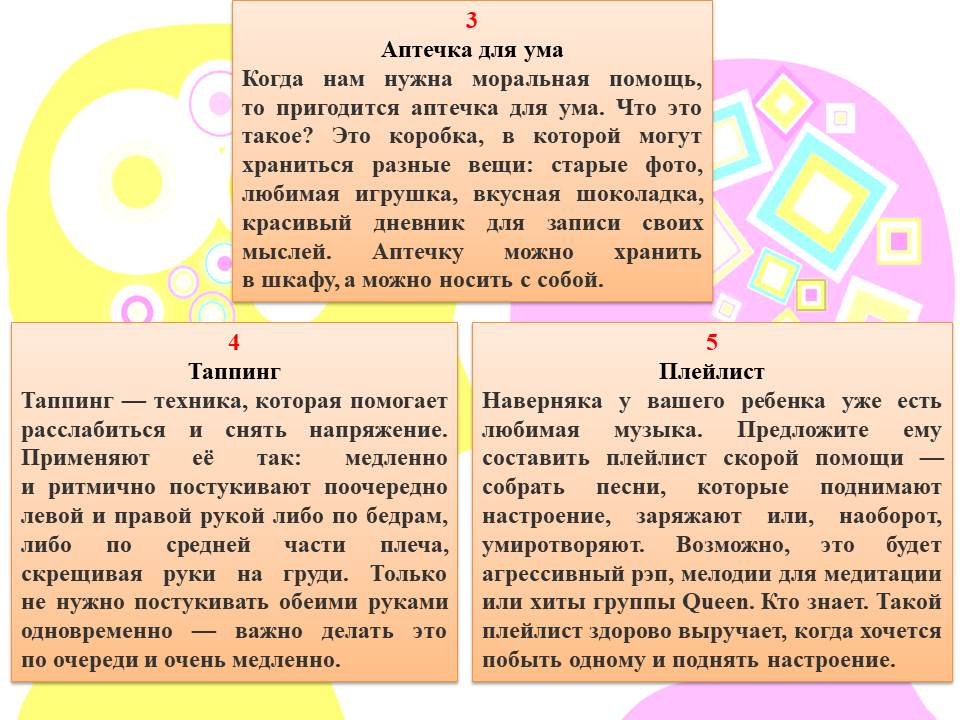 3
Аптечка для ума
Когда нам нужна моральная помощь,
то пригодится аптечка для ума. Что это
такое? Это коробка, в которой могут
храниться разные вещи: старые фото,
любимая игрушка, вкусная шоколадка,
красивый дневник для записи своих
мыслей. Аптечку можно хранить
в шкафу, а можно носить с собой.
4
Таппинг
Таппинг — техника, которая помогает
расслабиться и снять напряжение.
Применяют её так: медленно
и ритмично постукивают поочередно
левой и правой рукой либо по бедрам,
либо по средней части плеча,
скрещивая руки на груди. Только
не нужно постукивать обеими руками
одновременно — важно делать это
по очереди и очень медленно.
5
Плейлист
Наверняка у вашего ребенка уже есть
любимая музыка. Предложите ему
составить плейлист скорой помощи —
собрать песни, которые поднимают
настроение, заряжают или, наоборот,
умиротворяют. Возможно, это будет
агрессивный рэп, мелодии для медитации
или хиты группы Queen. Кто знает. Такой
плейлист здорово выручает, когда хочется
побыть одному и поднять настроение.